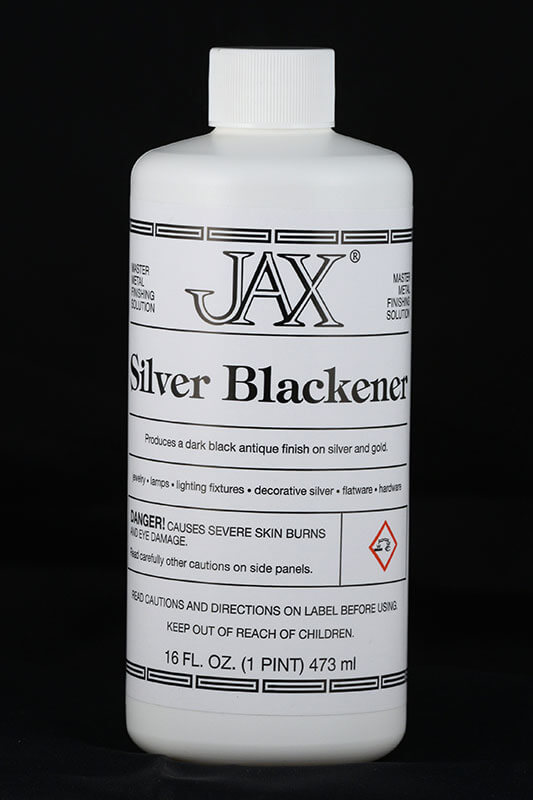 JAX®
MASTER
METAL
FINISHING
SOLUTION
MASTER
METAL
FINISHING
SOLUTION
Silver Blackener
Produces a dark black antique finish on silver and gold.
jewelry • lamps • lighting fixtures • decorative silver • flatware • hardware
DANGER! CAUSES SEVERE SKIN BURNS
AND EYE DAMAGE.
Read carefully other cautions on side panels.
READ CAUTIONS AND DIRECTIONS ON LABEL BEFORE USING.
KEEP OUT OF REACH OF CHILDREN.
16 FL. OZ. (1 PINT) 473 ml